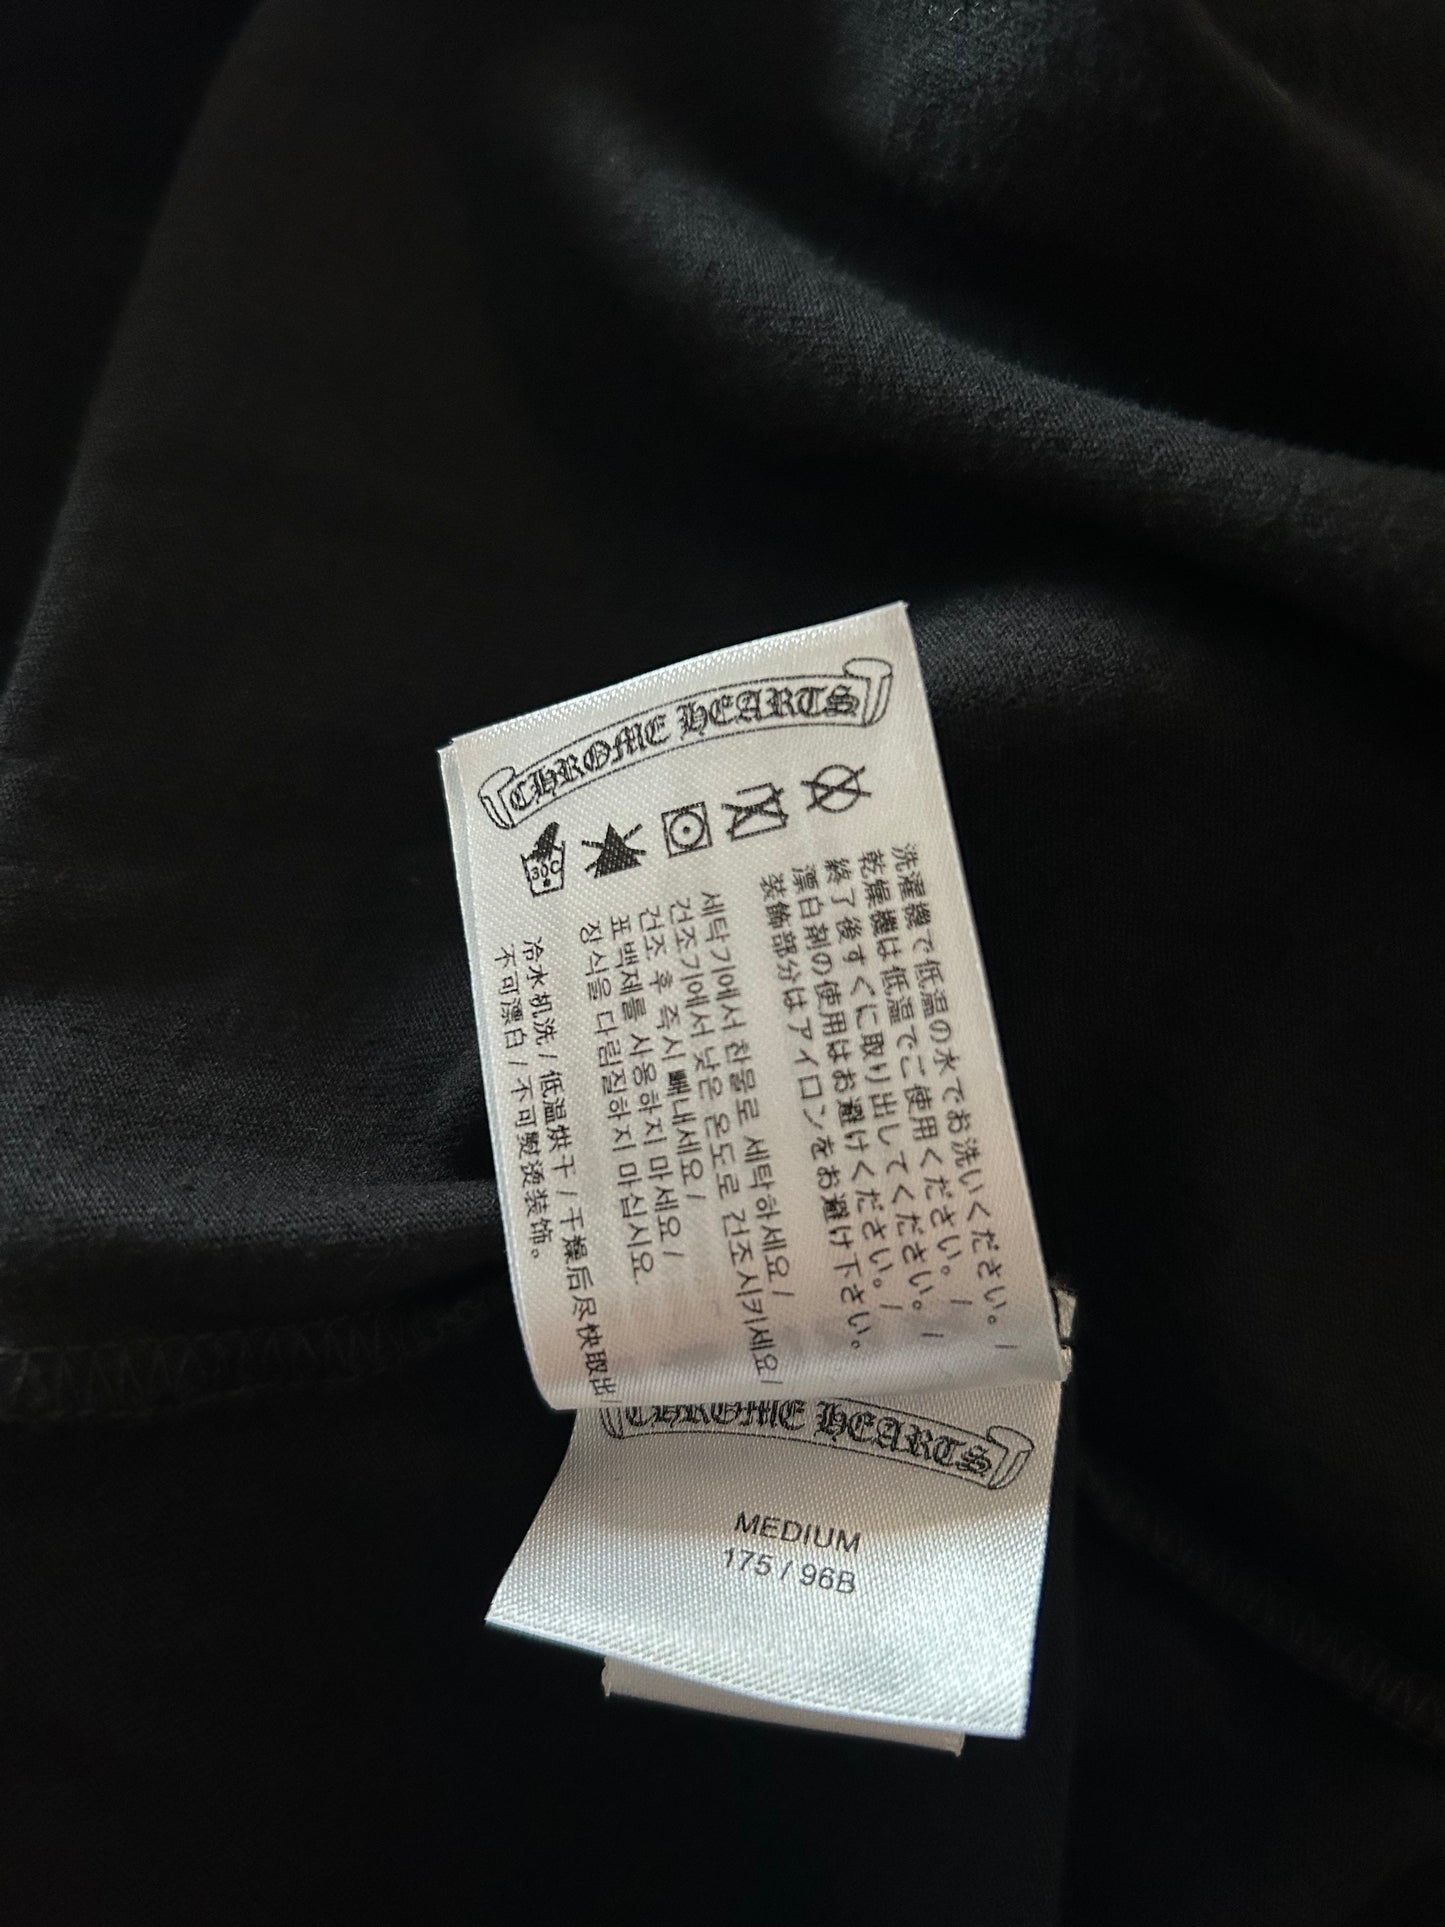 CHROME HEARTS
30C
洗濯機で低温の水でお洗いください。 /
乾燥機は低温でご使用ください。 /
終了後すぐに取り出してください。 /
漂白剤の使用はお避けください。 /
装飾部分はアイロンをお避け下さい。
세탁기에서 찬물로 세탁하세요 /
건조기에서 낮은 온도로 건조시키세요 /
건조 후 즉시 빼내세요 /
표백제를 사용하지 마세요 /
장식을 다림질하지 마십시요.
冷水机洗 / 低温烘干 / 干燥后尽快取出/
不可漂白 / 不可熨烫装饰。
CHROME HEARTS
MEDIUM
175 / 96B